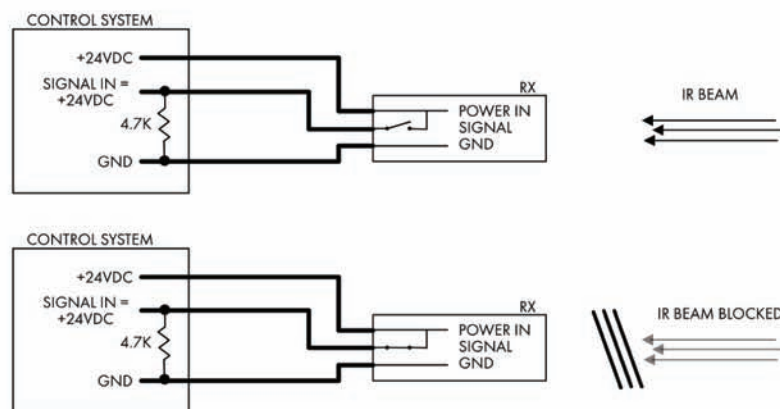 CONTROL SYSTEM
+24VDC
SIGNAL IN =
+24VDC
4.7K
GND
RX
POWER IN
SIGNAL
GND
IR BEAM
CONTROL SYSTEM
+24VDC
SIGNAL IN =
+24VDC
4.7K
GND
RX
POWER IN
SIGNAL
GND
IR BEAM BLOCKED